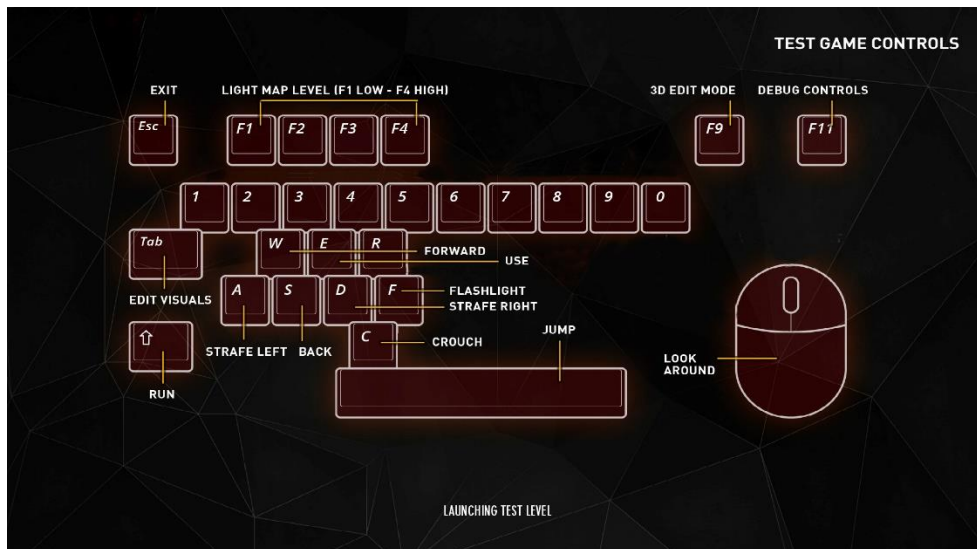 TEST GAME CONTROLS
EXIT
LIGHT MAP LEVEL (F1 LOW - F4 HIGH)
3D EDIT MODE
DEBUG CONTROLS
Esc
F1 F2 F3 F4
F9
F11
1 2 3 4 5 6 7 8 9 0
Tab
W E R
FORWARD
USE
EDIT VISUALS
A S D F
FLASHLIGHT
STRAFE RIGHT
STRAFE LEFT
BACK
C
CROUCH
JUMP
LOOK
AROUND
RUN
LAUNCHING TEST LEVEL